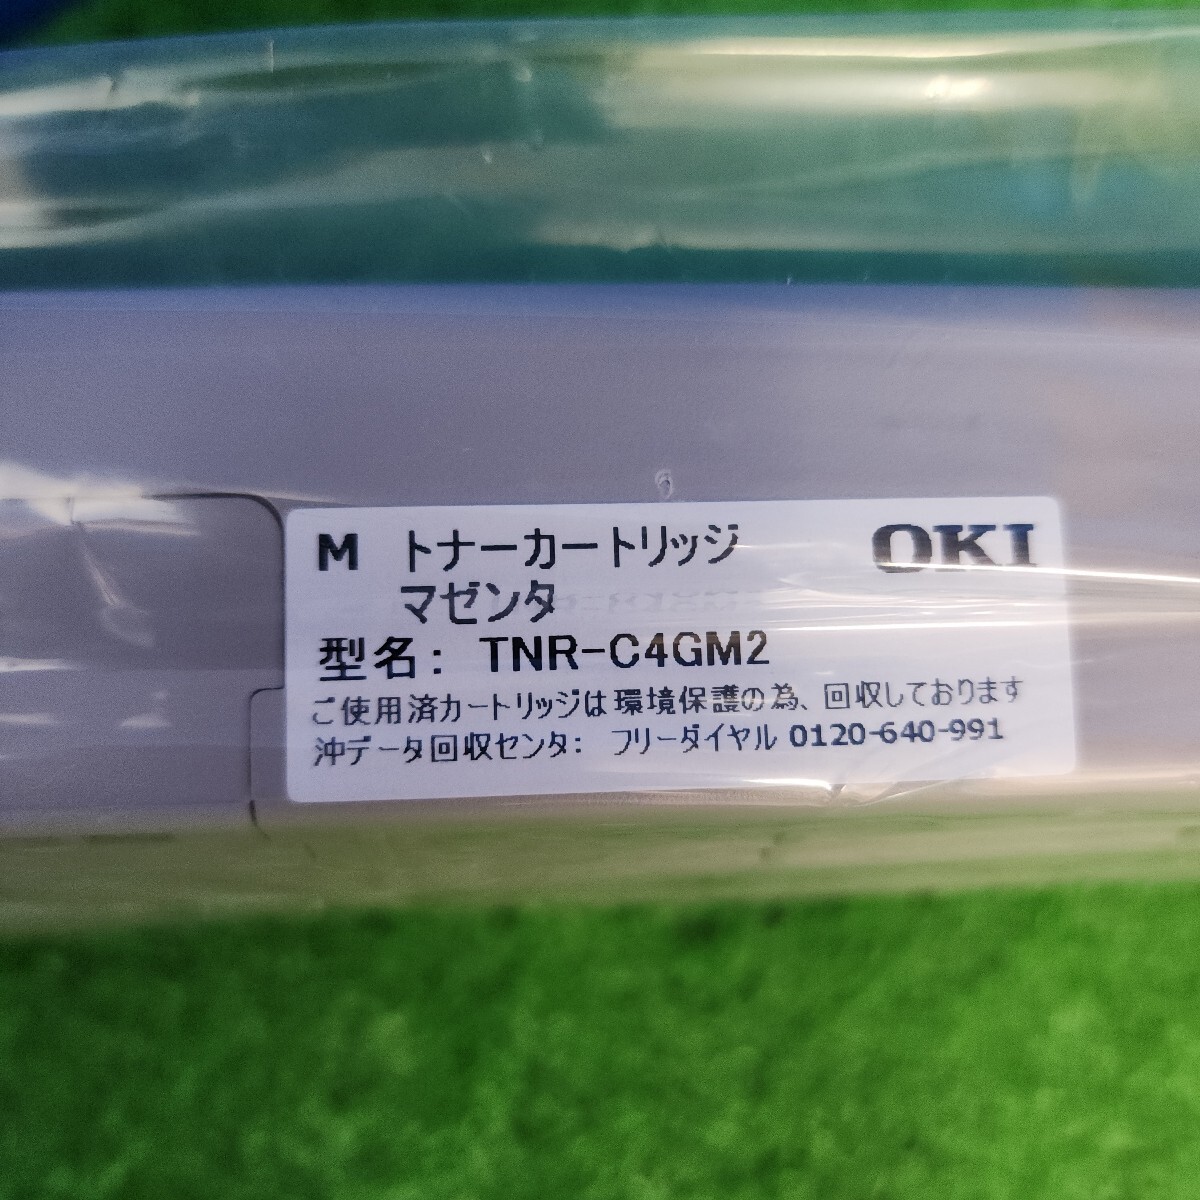 M トナーカートリッジ OKI
マゼンタ
型名: TNR-C4GM2
ご使用済カートリッジは環境保護の為、回収しております
沖データ回収センタ: フリーダイヤル 0120-640-991